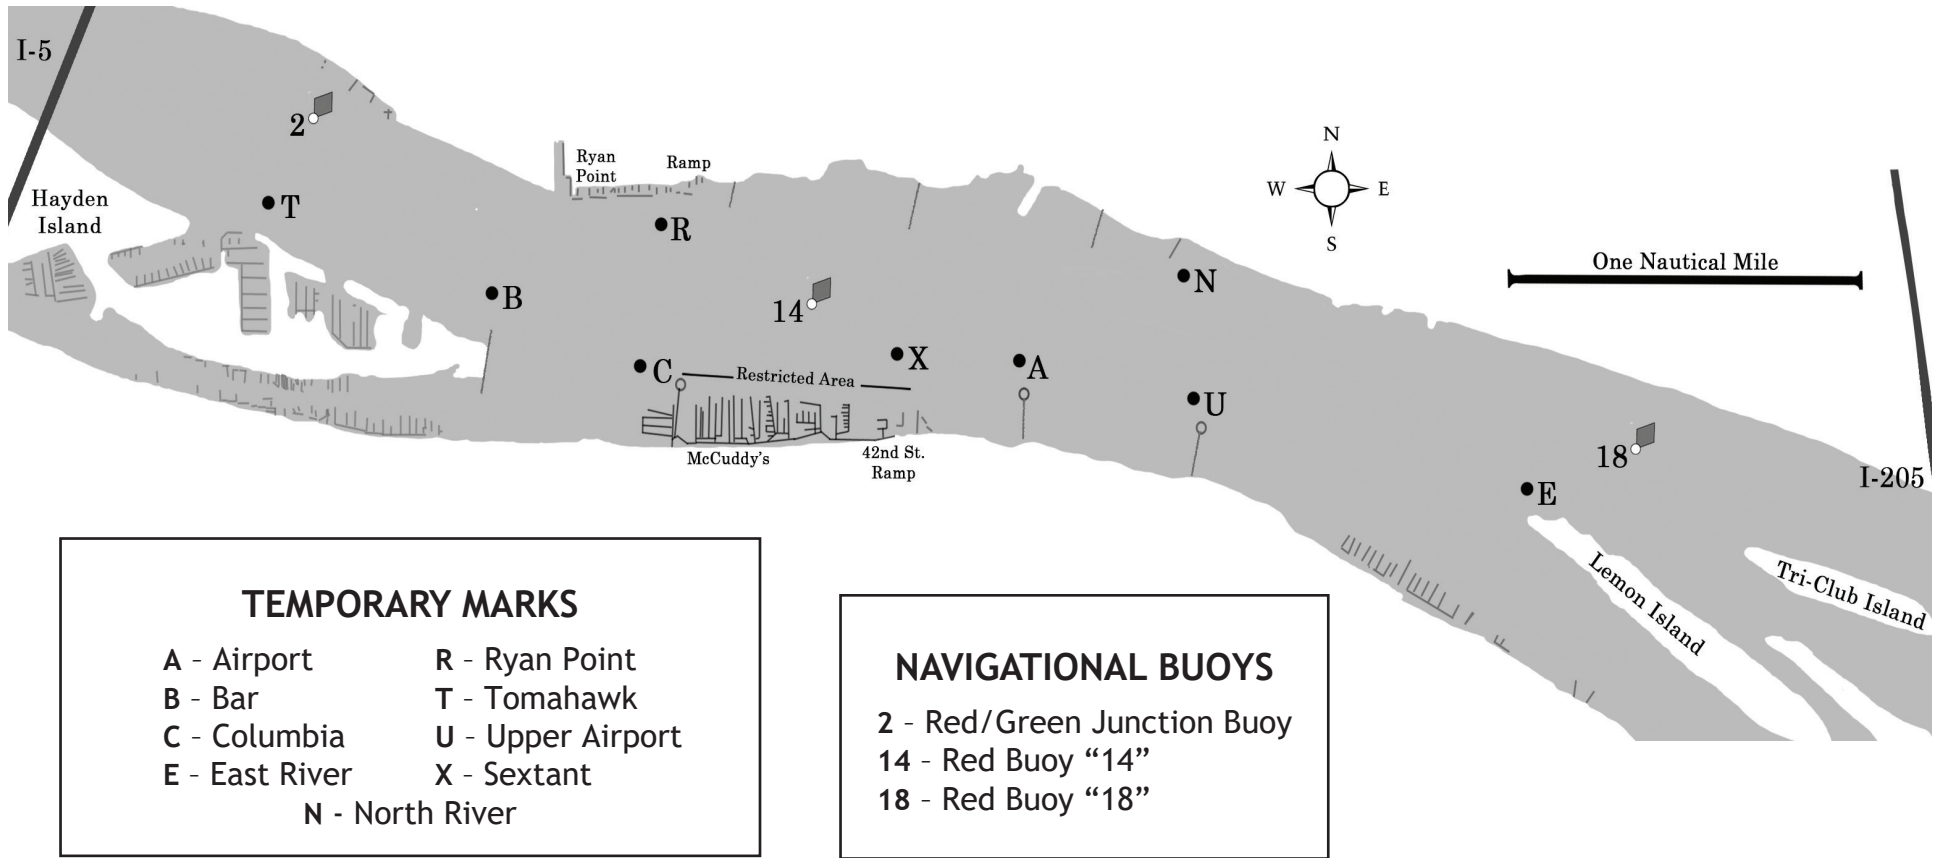 I-5
2
Hayden
Island
T
B
Ryan
Point
Ramp
R
14
C
Restricted Area
X
A
N
U
McCuddy's
42nd St.
Ramp
N
W E
S
One Nautical Mile
18
I-205
E
Lemon Island
Tri-Club Island
TEMPORARY MARKS
A – Airport
B – Bar
C – Columbia
E – East River
R – Ryan Point
T – Tomahawk
U – Upper Airport
X – Sextant
N - North River
NAVIGATIONAL BUOYS
2 – Red/Green Junction Buoy
14 – Red Buoy “14”
18 – Red Buoy “18”